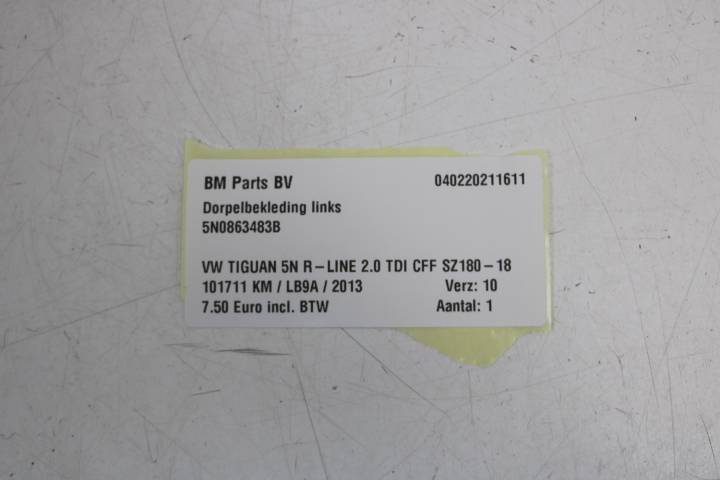 BM Parts BV 040220211611
Dorpelbekleding links
5N0863483B
VW TIGUAN 5N R-LINE 2.0 TDI CFF SZ180-18
101711 KM / LB9A / 2013 Verz: 10
7.50 Euro incl. BTW Aantal: 1